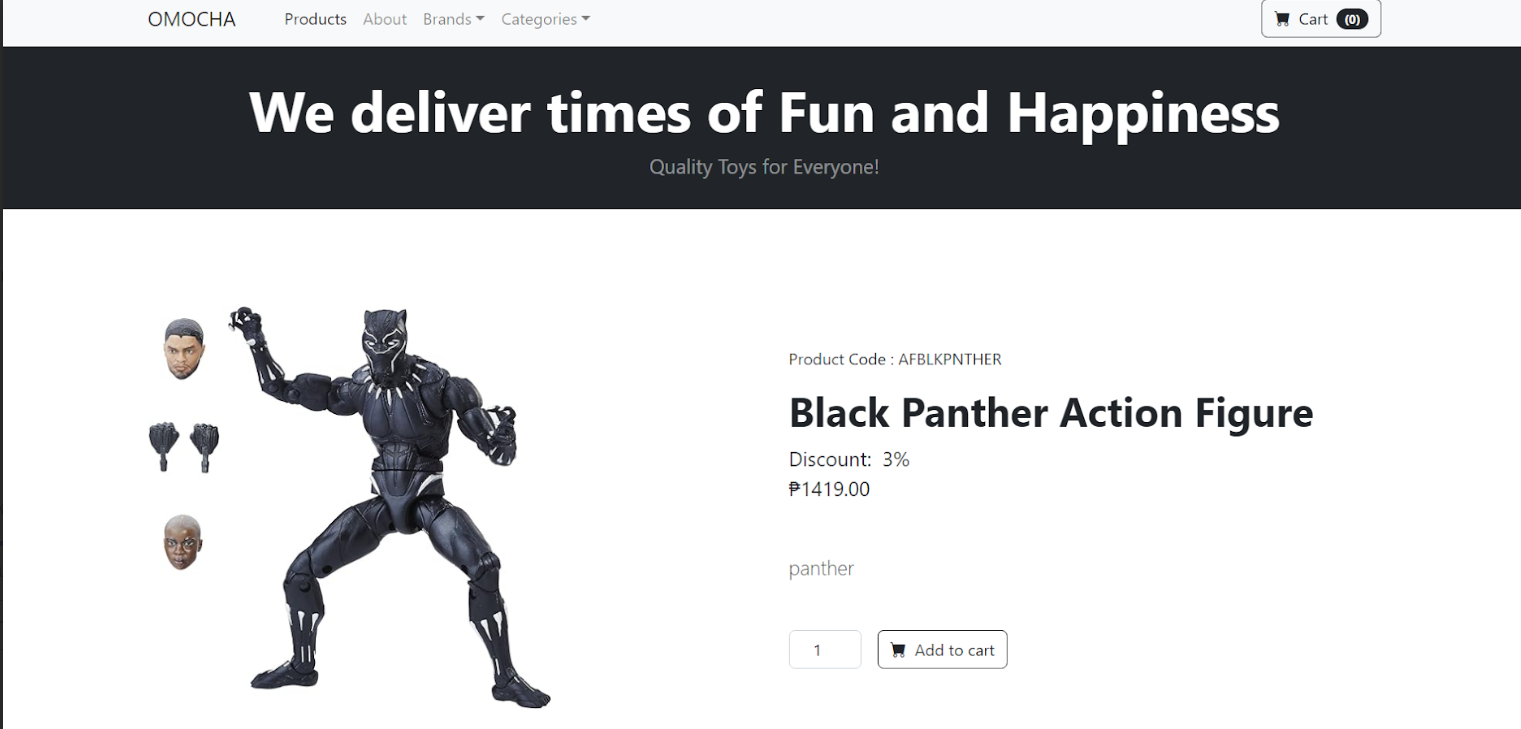 OMOCHA Products About Brands Categories Cart (0)
We deliver times of Fun and Happiness
Quality Toys for Everyone!
Product Code : AFBLKPNTHER
Black Panther Action Figure
Discount: 3%
₱1419.00
panther
1 Add to cart